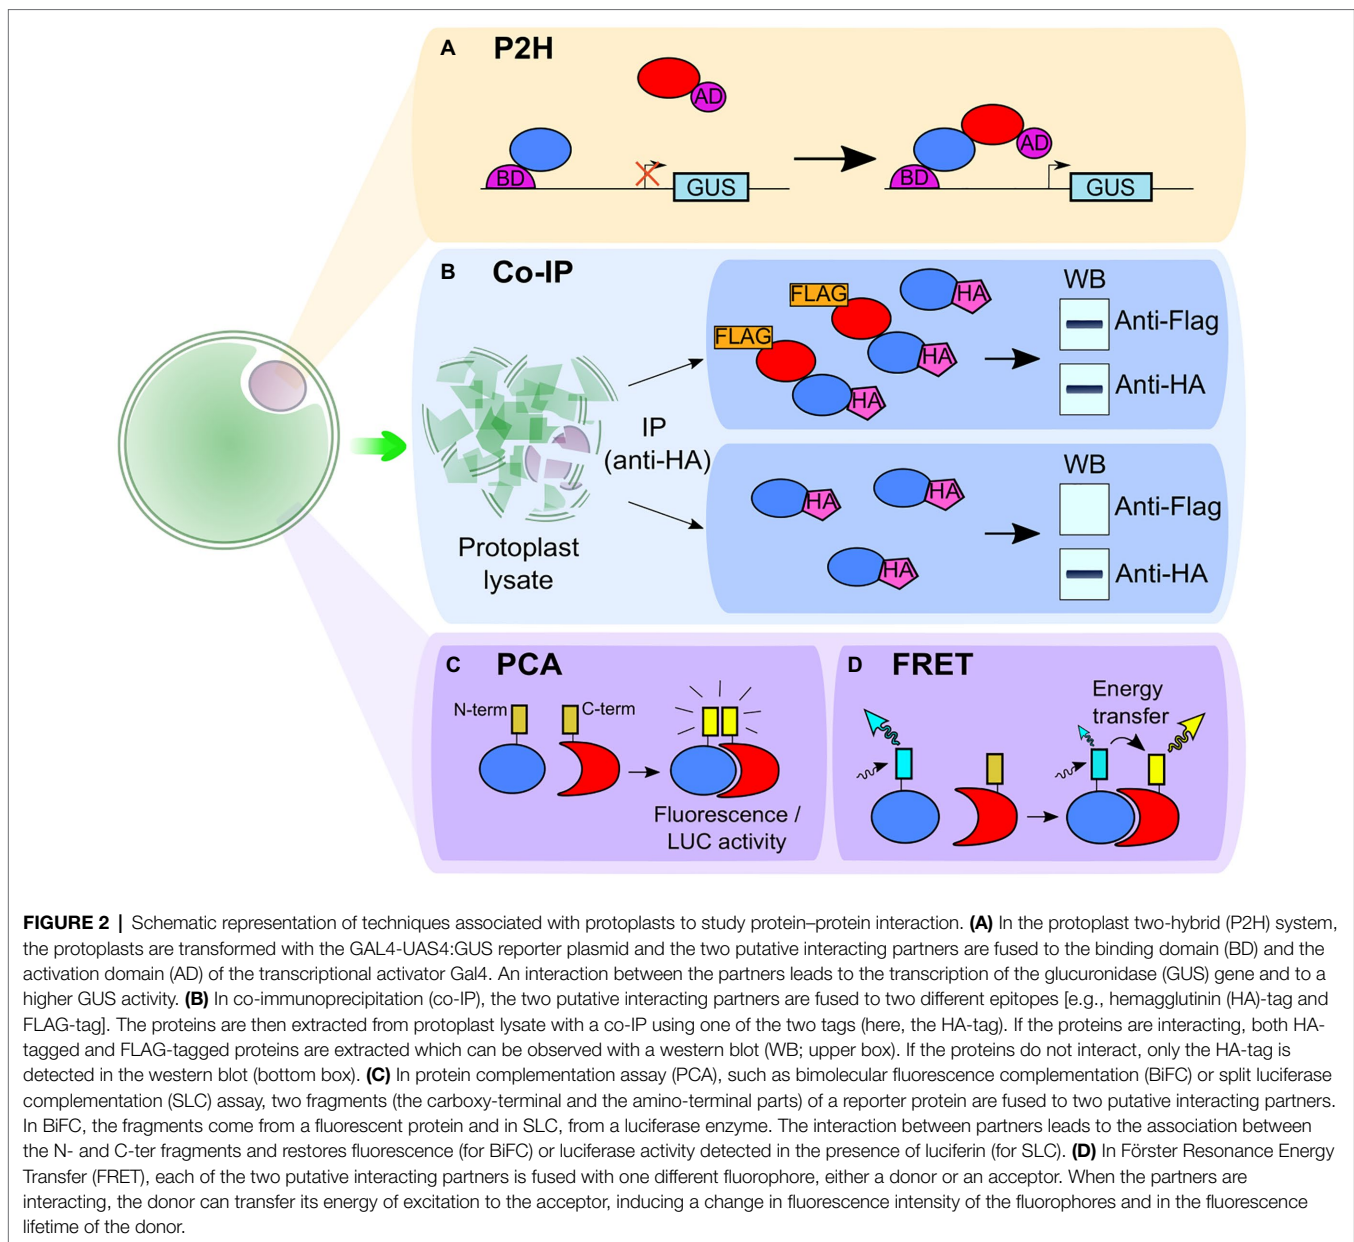 A P2H
AD
BD
GUS
AD
BD
GUS
B Co-IP
FLAG
HA
FLAG
HA
HA
WB
Anti-Flag
Anti-HA
IP
(anti-HA)
Protoplast
lysate
HA
HA
HA
WB
Anti-Flag
Anti-HA
C PCA
N-term
C-term
Fluorescence /
LUC activity
D FRET
Energy
transfer
FIGURE 2 | Schematic representation of techniques associated with protoplasts to study protein–protein interaction. (A) In the protoplast two-hybrid (P2H) system,
the protoplasts are transformed with the GAL4-UAS4:GUS reporter plasmid and the two putative interacting partners are fused to the binding domain (BD) and the
activation domain (AD) of the transcriptional activator Gal4. An interaction between the partners leads to the transcription of the glucuronidase (GUS) gene and to a
higher GUS activity. (B) In co-immunoprecipitation (co-IP), the two putative interacting partners are fused to two different epitopes [e.g., hemagglutinin (HA)-tag and
FLAG-tag]. The proteins are then extracted from protoplast lysate with a co-IP using one of the two tags (here, the HA-tag). If the proteins are interacting, both HA-
tagged and FLAG-tagged proteins are extracted which can be observed with a western blot (WB; upper box). If the proteins do not interact, only the HA-tag is
detected in the western blot (bottom box). (C) In protein complementation assay (PCA), such as bimolecular fluorescence complementation (BiFC) or split luciferase
complementation (SLC) assay, two fragments (the carboxy-terminal and the amino-terminal parts) of a reporter protein are fused to two putative interacting partners.
In BiFC, the fragments come from a fluorescent protein and in SLC, from a luciferase enzyme. The interaction between partners leads to the association between
the N- and C-ter fragments and restores fluorescence (for BiFC) or luciferase activity detected in the presence of luciferin (for SLC). (D) In Förster Resonance Energy
Transfer (FRET), each of the two putative interacting partners is fused with one different fluorophore, either a donor or an acceptor. When the partners are
interacting, the donor can transfer its energy of excitation to the acceptor, inducing a change in fluorescence intensity of the fluorophores and in the fluorescence
lifetime of the donor.